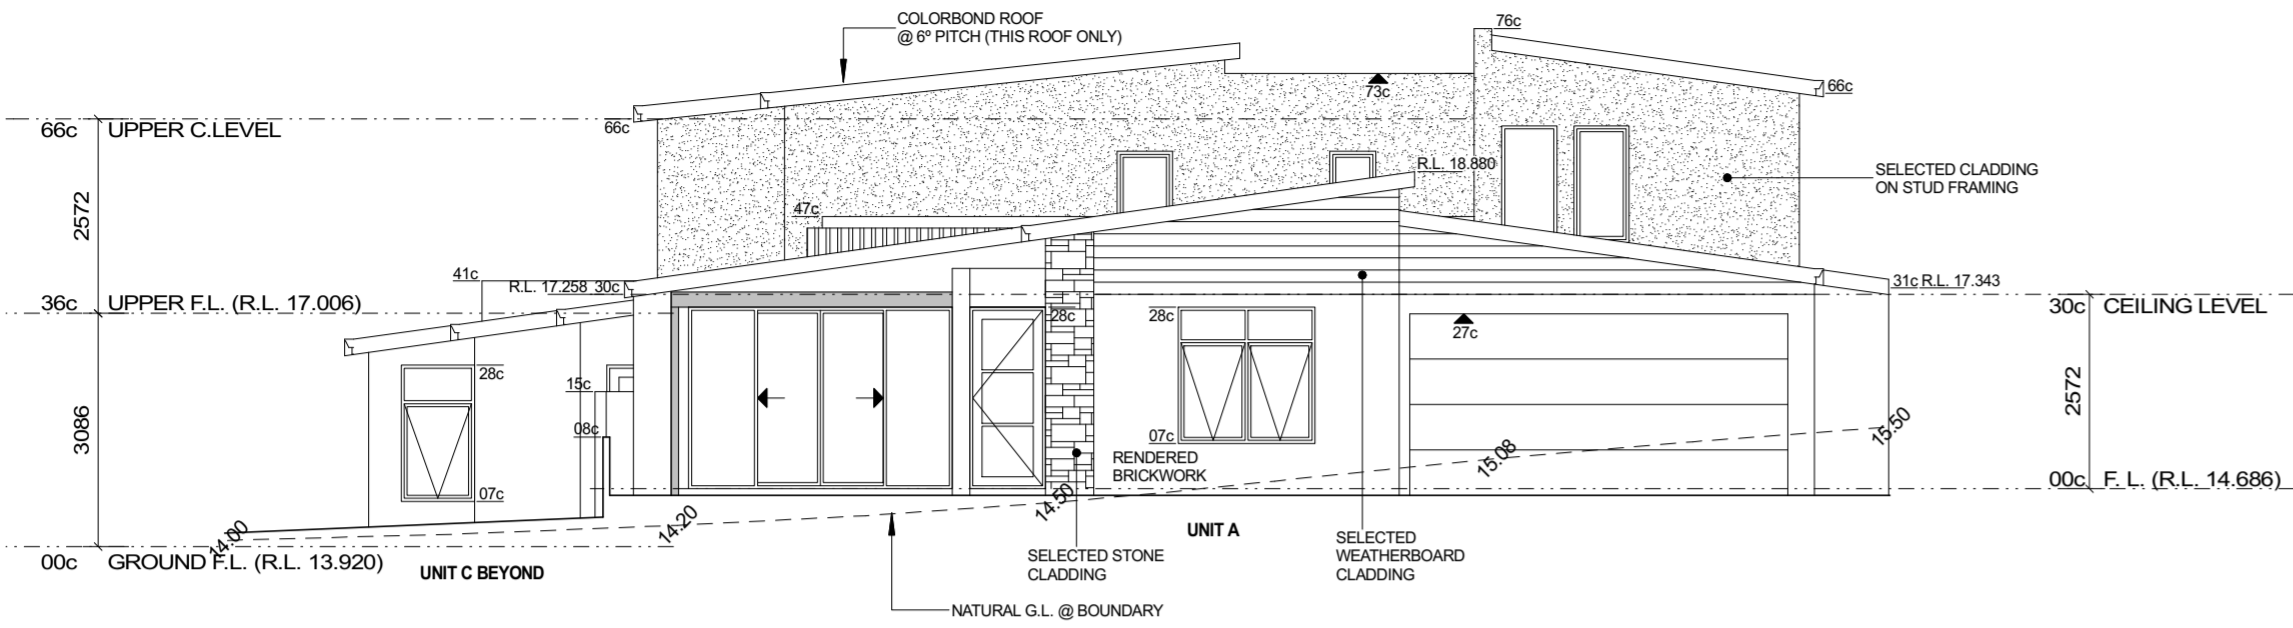 COLORBOND ROOF
@ 6º PITCH (THIS ROOF ONLY)
76c
73c
66c
66c UPPER C.LEVEL
66c
R.L. 18.880
SELECTED CLADDING
ON STUD FRAMING
2572
47c
41c
R.L. 17.258 30c
31c R.L. 17.343
36c UPPER F.L. (R.L. 17.006)
30c CEILING LEVEL
28c
28c
27c
28c
15c
2572
3086
08c
07c
15.50
RENDERED
BRICKWORK
15.08
07c
00c F. L. (R.L. 14.686)
14.50
14.20
14.00
UNIT A
00c GROUND F.L. (R.L. 13.920)
UNIT C BEYOND
SELECTED STONE
CLADDING
SELECTED
WEATHERBOARD
CLADDING
NATURAL G.L. @ BOUNDARY